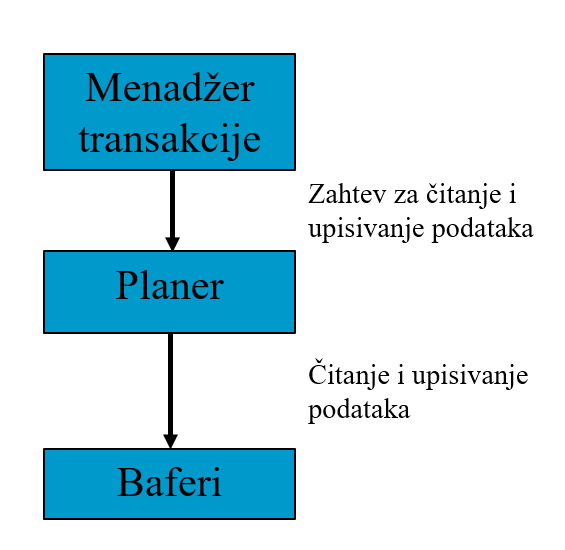 Menadžer
transakcije
Zahtev za čitanje i
upisivanje podataka
Planer
Čitanje i upisivanje
podataka
Baferi